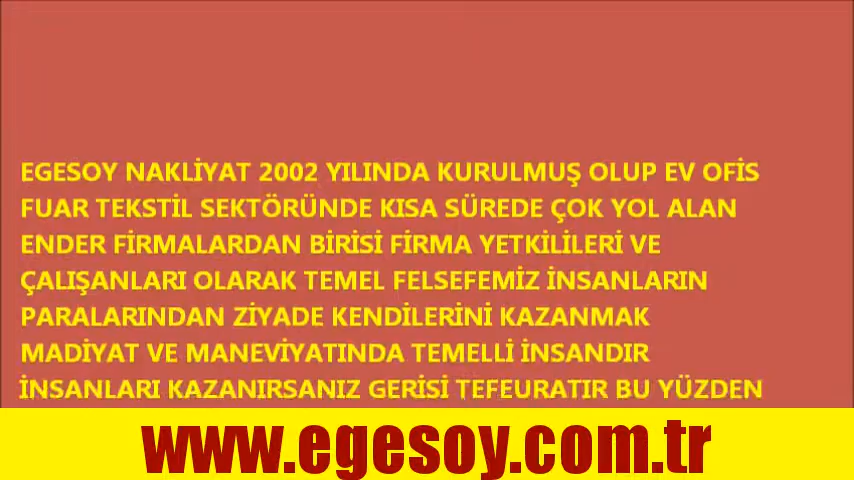 EGESOY NAKLİYAT 2002 YILINDA KURULMUŞ OLUP EV OFİS
FUAR TEKSTİL SEKTÖRÜNDE KISA SÜREDE ÇOK YOL ALAN
ENDER FİRMALARDAN BİRİSİ FİRMA YETKİLİLERİ VE
ÇALIŞANLARI OLARAK TEMEL FELSEFEMİZ İNSANLARIN
PARALARINDAN ZİYADE KENDİLERİNİ KAZANMAK
MADİYAT VE MANEVİYATINDA TEMELLİ İNSANDIR
İNSANLARI KAZANIRSANIZ GERİSİ TEFEURATIR BU YÜZDEN
www.egesoy.com.tr